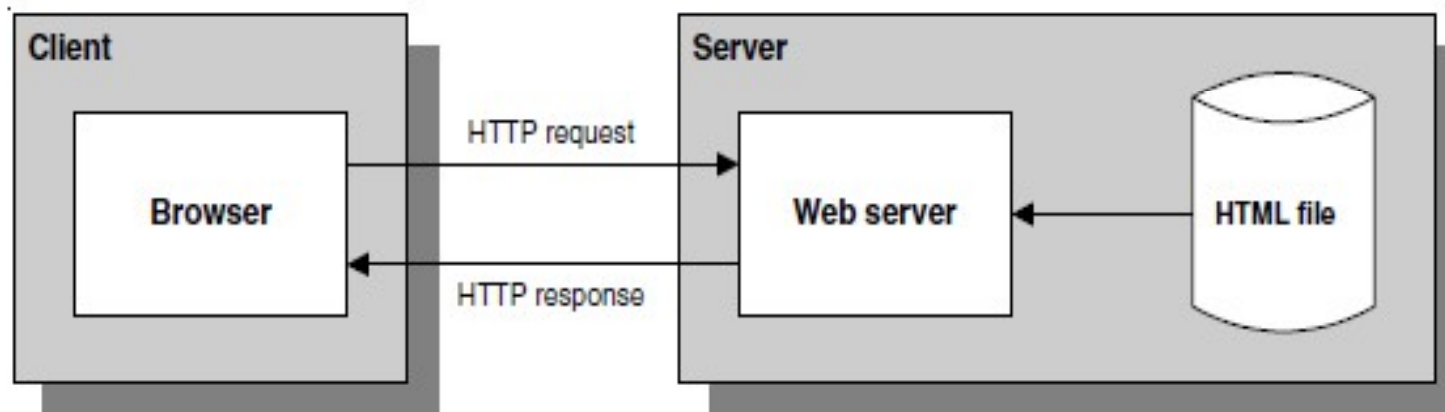 Client
Server
HTTP request
Browser
Web server
HTML file
HTTP response